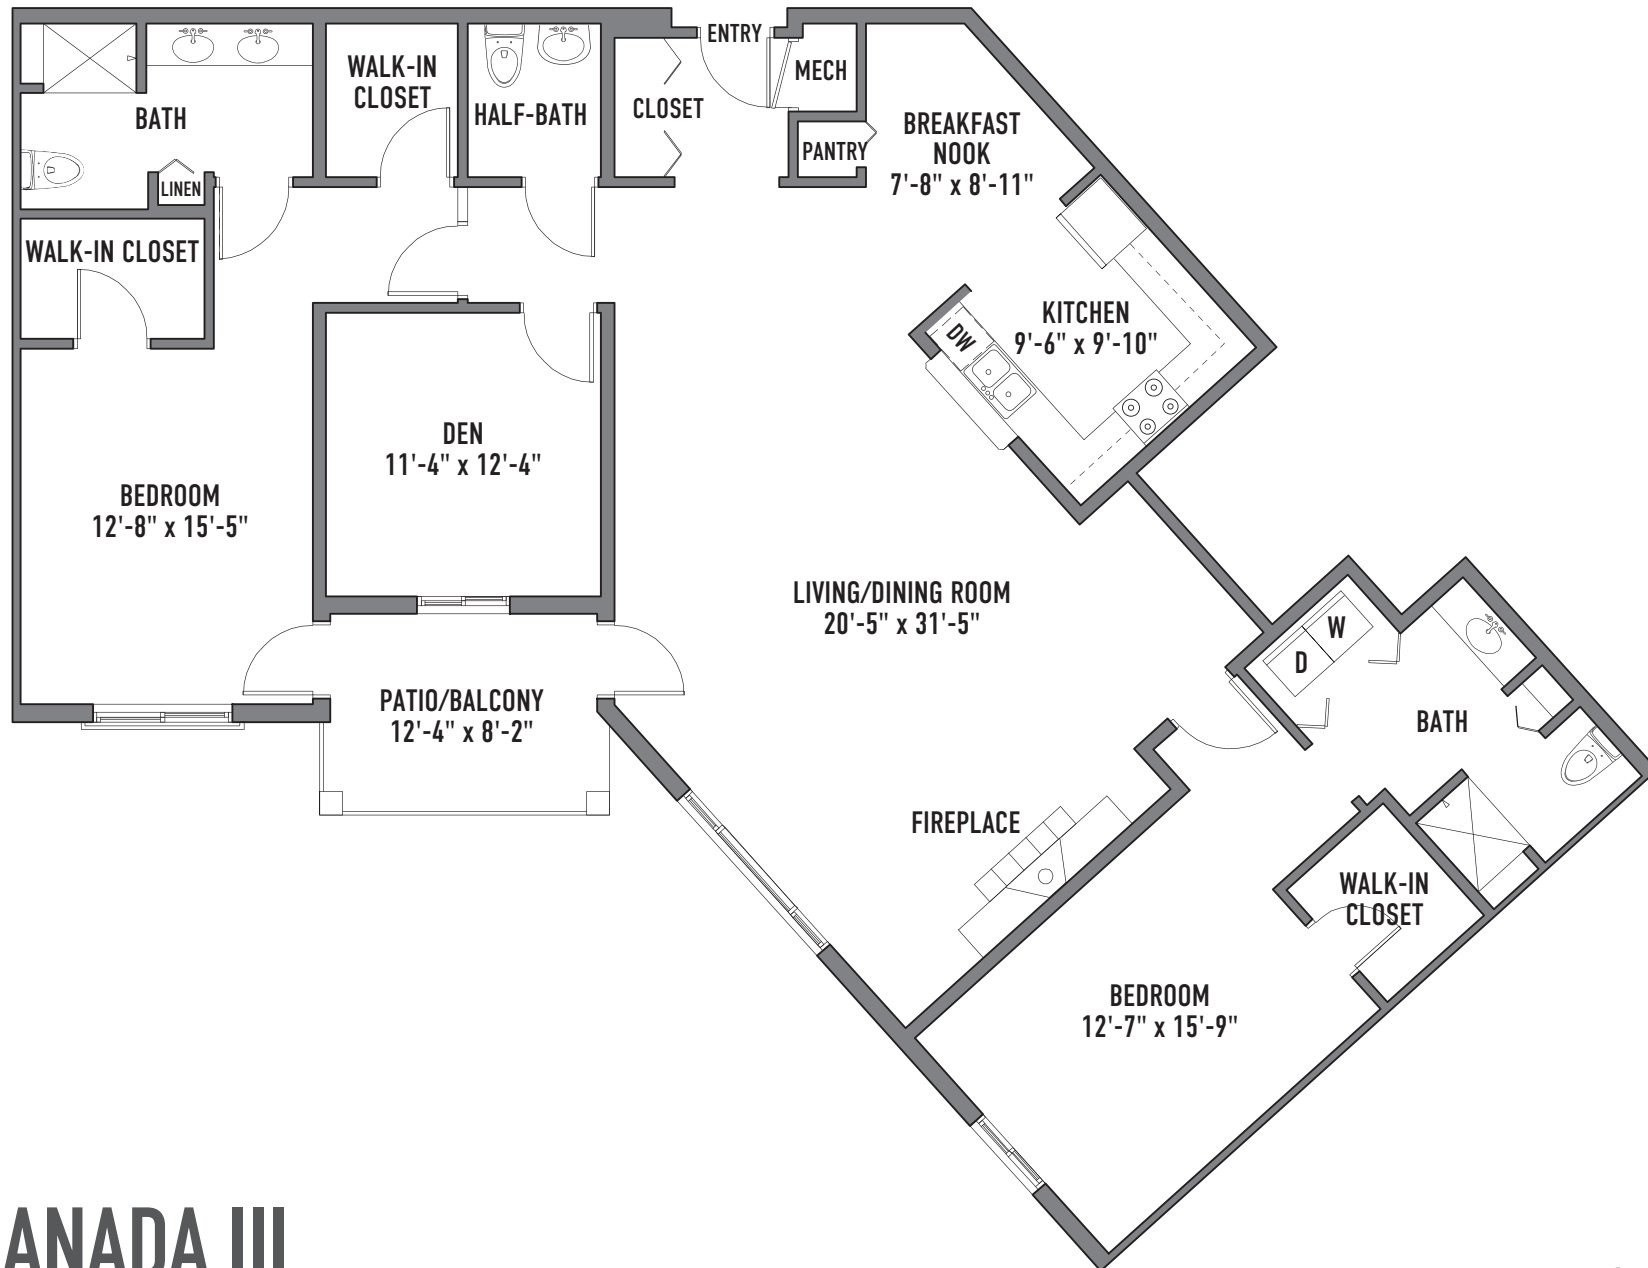 ENTRY
WALK-IN
CLOSET
MECH
BATH
HALF-BATH
CLOSET
BREAKFAST
NOOK
7'-8" x 8'-11"
PANTRY
LINEN
WALK-IN CLOSET
KITCHEN
9'-6" x 9'-10"
DW
DEN
11'-4" x 12'-4"
BEDROOM
12'-8" x 15'-5"
LIVING/DINING ROOM
20'-5" x 31'-5"
W
D
PATIO/BALCONY
12'-4" x 8'-2"
BATH
FIREPLACE
WALK-IN
CLOSET
BEDROOM
12'-7" x 15'-9"
ANADA III